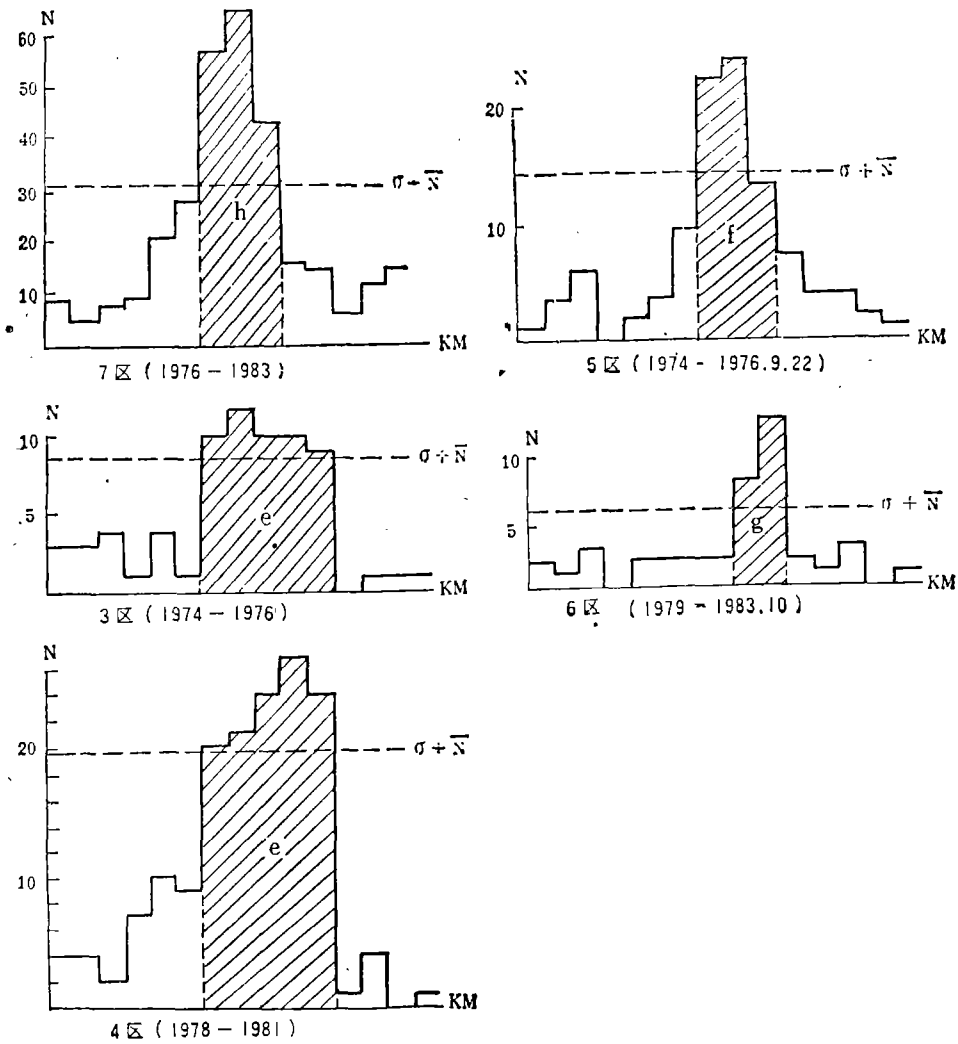 N
60
50
40
30
20
10
σ + N̅
h
KM
7 区 ( 1976 - 1983 )
N
20
10
σ + N̅
f
KM
5 区 ( 1974 - 1976.9.22 )
N
10
5
σ + N̅
e
KM
3 区 ( 1974 - 1976 )
N
10
5
σ + N̅
g
KM
6 区 ( 1979 - 1983.10 )
N
20
10
σ + N̅
e
KM
4 区 ( 1978 - 1981 )